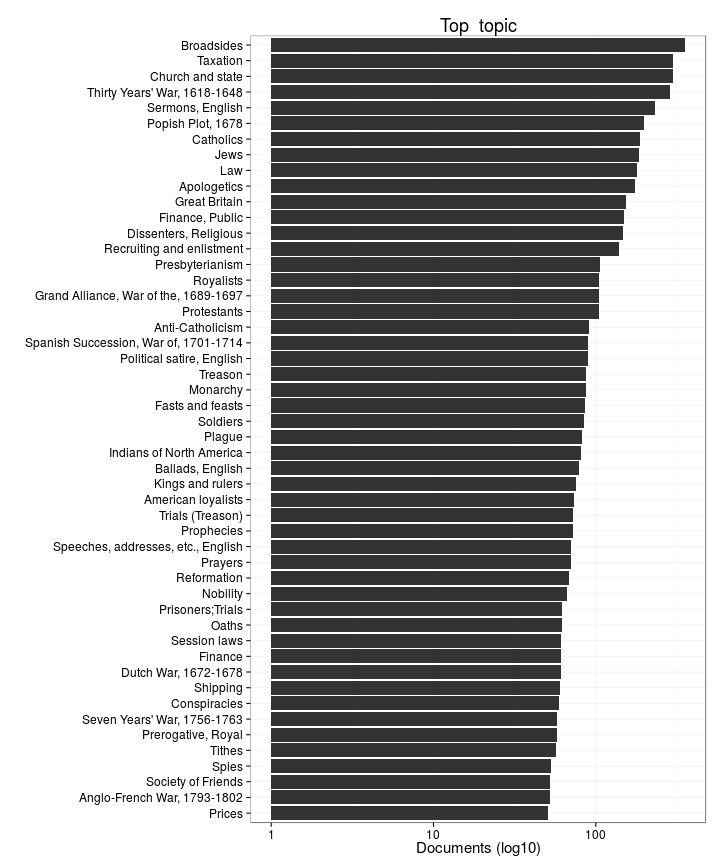 Top topic
Broadsides
Taxation
Church and state
Thirty Years' War, 1618-1648
Sermons, English
Popish Plot, 1678
Catholics
Jews
Law
Apologetics
Great Britain
Finance, Public
Dissenters, Religious
Recruiting and enlistment
Presbyterianism
Royalists
Grand Alliance, War of the, 1689-1697
Protestants
Anti-Catholicism
Spanish Succession, War of, 1701-1714
Political satire, English
Treason
Monarchy
Fasts and feasts
Soldiers
Plague
Indians of North America
Ballads, English
Kings and rulers
American loyalists
Trials (Treason)
Prophecies
Speeches, addresses, etc., English
Prayers
Reformation
Nobility
Prisoners;Trials
Oaths
Session laws
Finance
Dutch War, 1672-1678
Shipping
Conspiracies
Seven Years' War, 1756-1763
Prerogative, Royal
Tithes
Spies
Society of Friends
Anglo-French War, 1793-1802
Prices
1 10 100
Documents (log10)